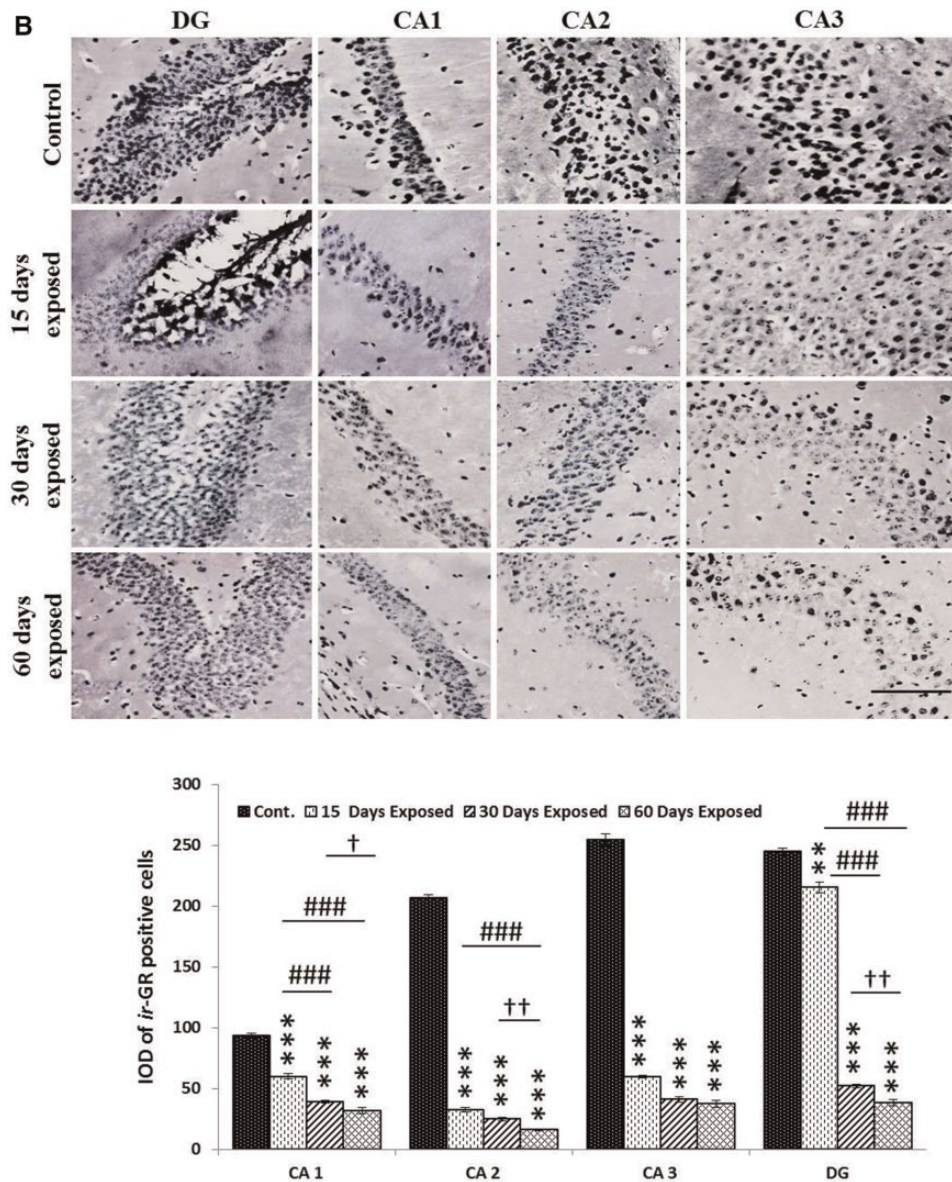 B
DG CA1 CA2 CA3
Control
15 days
exposed
30 days
exposed
60 days
exposed
300
250
200
150
100
50
0
IOD of ir-GR positive cells
Cont. 15 Days Exposed 30 Days Exposed 60 Days Exposed
###
†
**
###
###
###
††
###
††
*** *** ***
*** *** ***
*** *** ***
*** ***
CA 1 CA 2 CA 3 DG